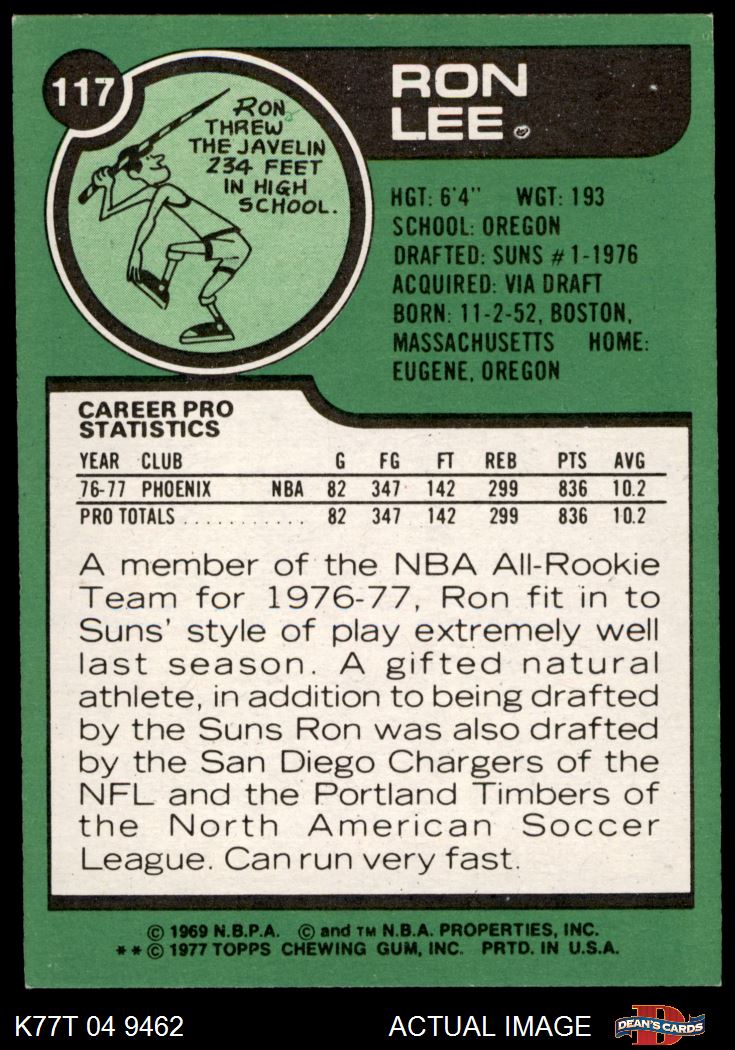 117
RON
THREW
THE JAVELIN
234 FEET
IN HIGH
SCHOOL.
RON
LEE
HGT: 6'4" WGT: 193
SCHOOL: OREGON
DRAFTED: SUNS #1-1976
ACQUIRED: VIA DRAFT
BORN: 11-2-52, BOSTON,
MASSACHUSETTS HOME:
EUGENE, OREGON
CAREER PRO
STATISTICS
YEAR CLUB G FG FT REB PTS AVG
76-77 PHOENIX NBA 82 347 142 299 836 10.2
PRO TOTALS . . . . . . . . . . . 82 347 142 299 836 10.2
A member of the NBA All-Rookie
Team for 1976-77, Ron fit in to
Suns' style of play extremely well
last season. A gifted natural
athlete, in addition to being drafted
by the Suns Ron was also drafted
by the San Diego Chargers of the
NFL and the Portland Timbers of
the North American Soccer
League. Can run very fast.
© 1969 N.B.P.A. © and TM N.B.A. PROPERTIES, INC.
**© 1977 TOPPS CHEWING GUM, INC. PRTD. IN U.S.A.
K77T 04 9462 ACTUAL IMAGE DEAN'S CARDS